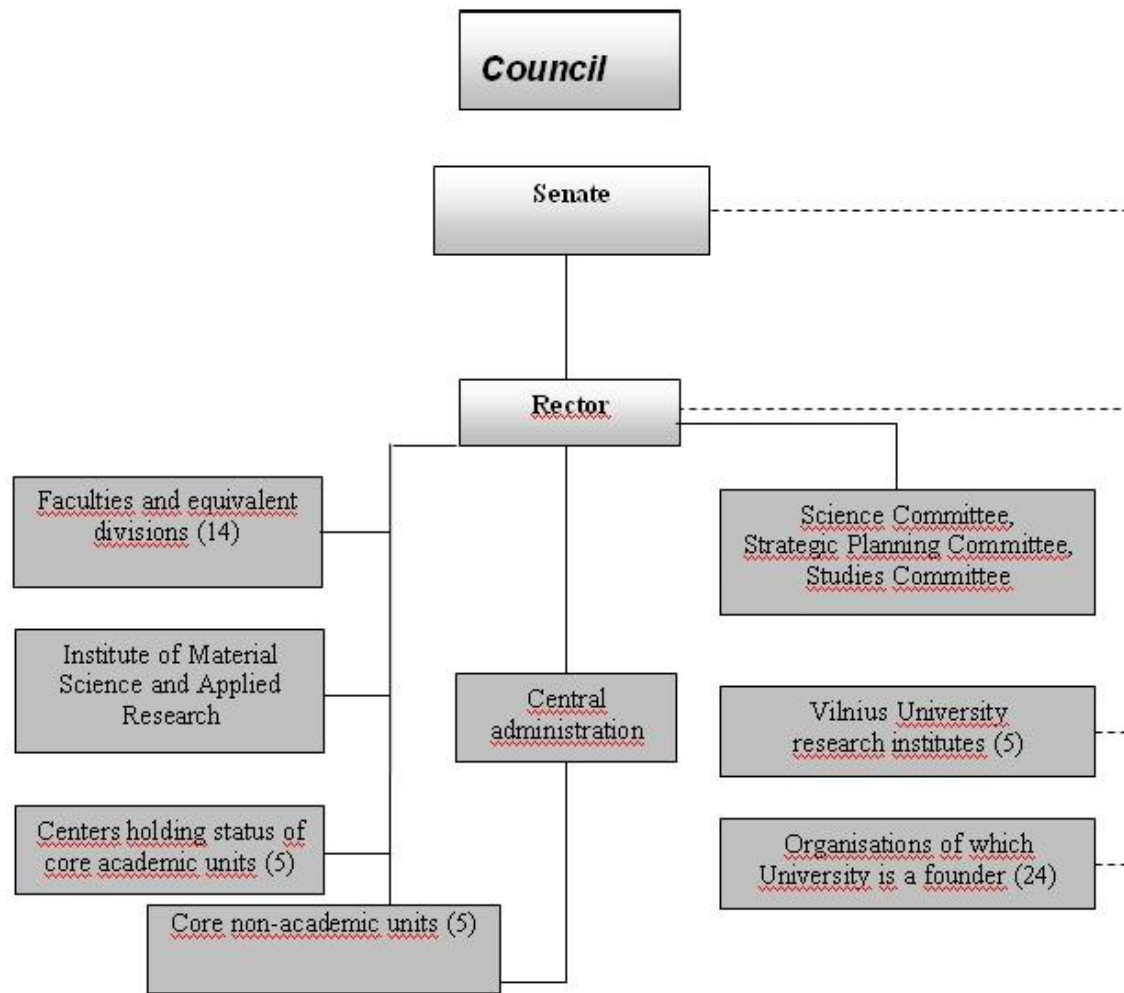 Council
Senate
Rector
Faculties and equivalent
divisions (14)
Science Committee,
Strategic Planning Committee,
Studies Committee
Institute of Material
Science and Applied
Research
Central
administration
Vilnius University
research institutes (5)
Centers holding status of
core academic units (5)
Organisations of which
University is a founder (24)
Core non-academic units (5)